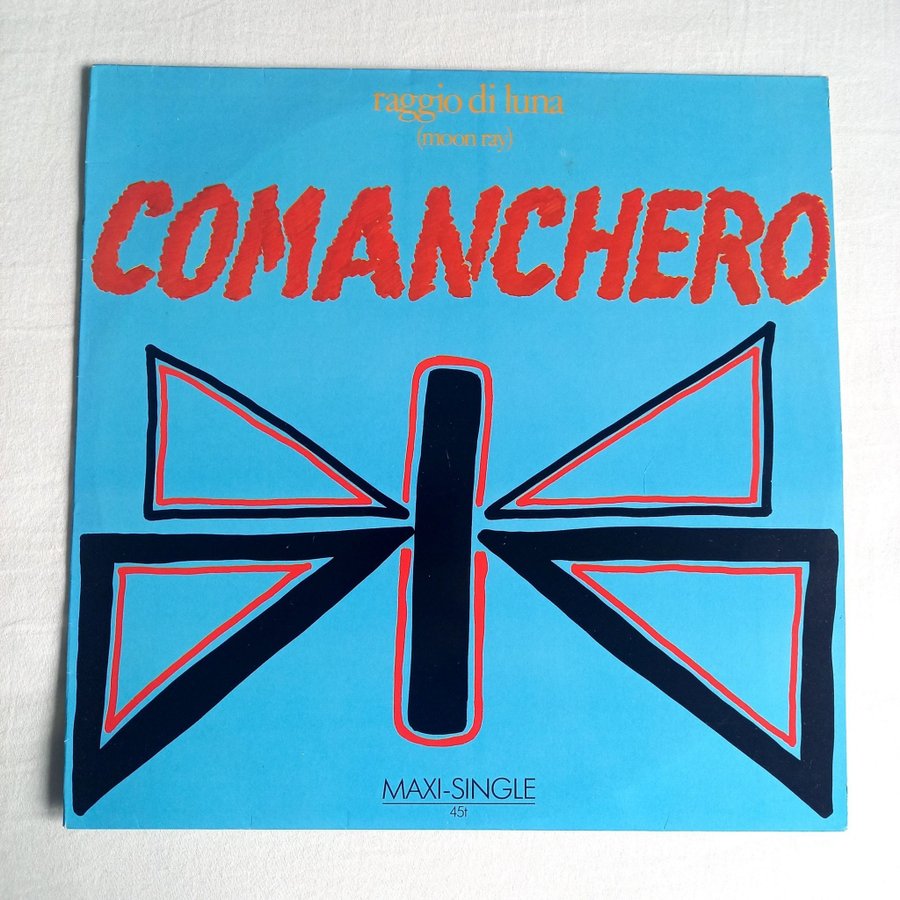 raggio di luna
(moon ray)
COMANCHERO
MAXI-SINGLE
45t